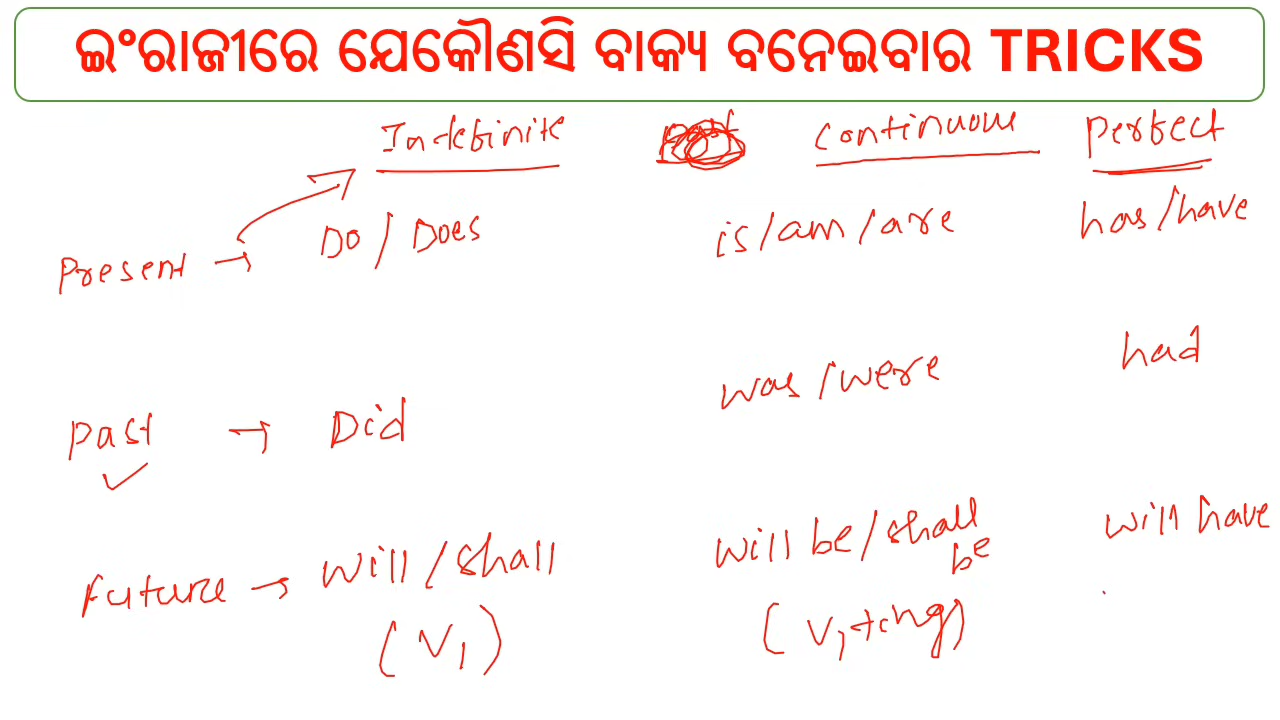 ଇଂରାଜୀରେ ଯେକୌଣସି ବାକ୍ୟ ବନେଇବାର TRICKS
Indefinite Continuous Perfect
Present → Do / Does is/am/are has/have
Past → Did was/were had
Future → will/shall will be/shall be will have
(V1) (V1+ing)